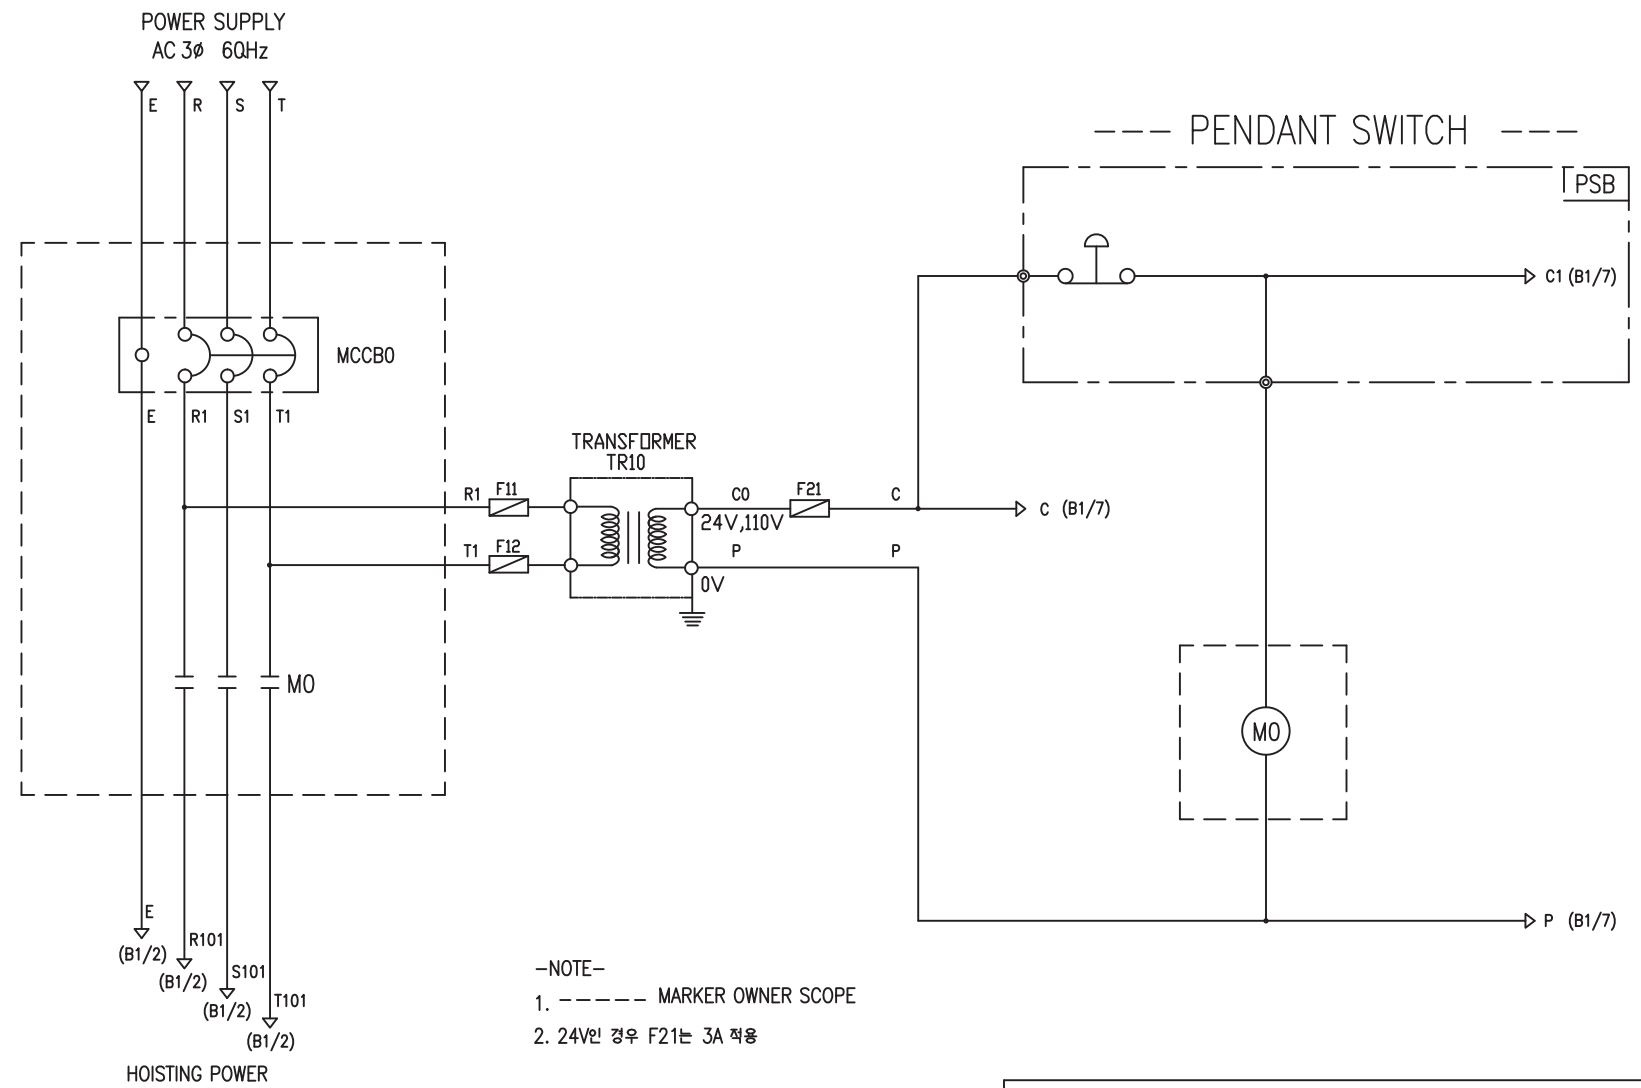 POWER SUPPLY
AC 3ø 60Hz
E R S T
PENDANT SWITCH
PSB
C1 (B1/7)
MCCB0
E R1 S1 T1
TRANSFORMER
TR10
R1 F11 C0 F21 C
24V,110V
C (B1/7)
T1 F12 P P
0V
M0
M0
E
(B1/2)
R101
(B1/2)
S101
(B1/2)
T101
(B1/2)
P (B1/7)
HOISTING POWER
-NOTE-
1. ------ MARKER OWNER SCOPE
2. 24V인 경우 F21는 3A 적용